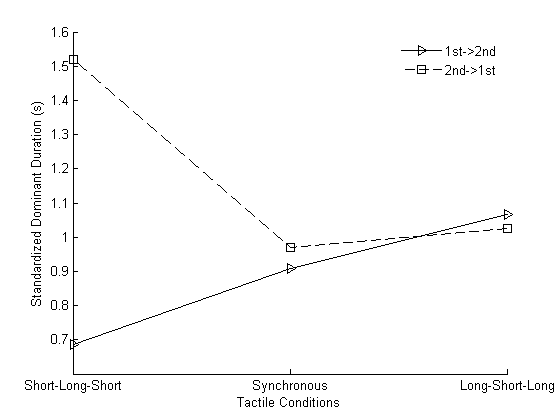 1.6
1.5
1.4
1.3
1.2
1.1
1
0.9
0.8
0.7
Standardized Dominant Duration (s)
1st->2nd
2nd->1st
Short-Long-Short
Synchronous
Long-Short-Long
Tactile Conditions